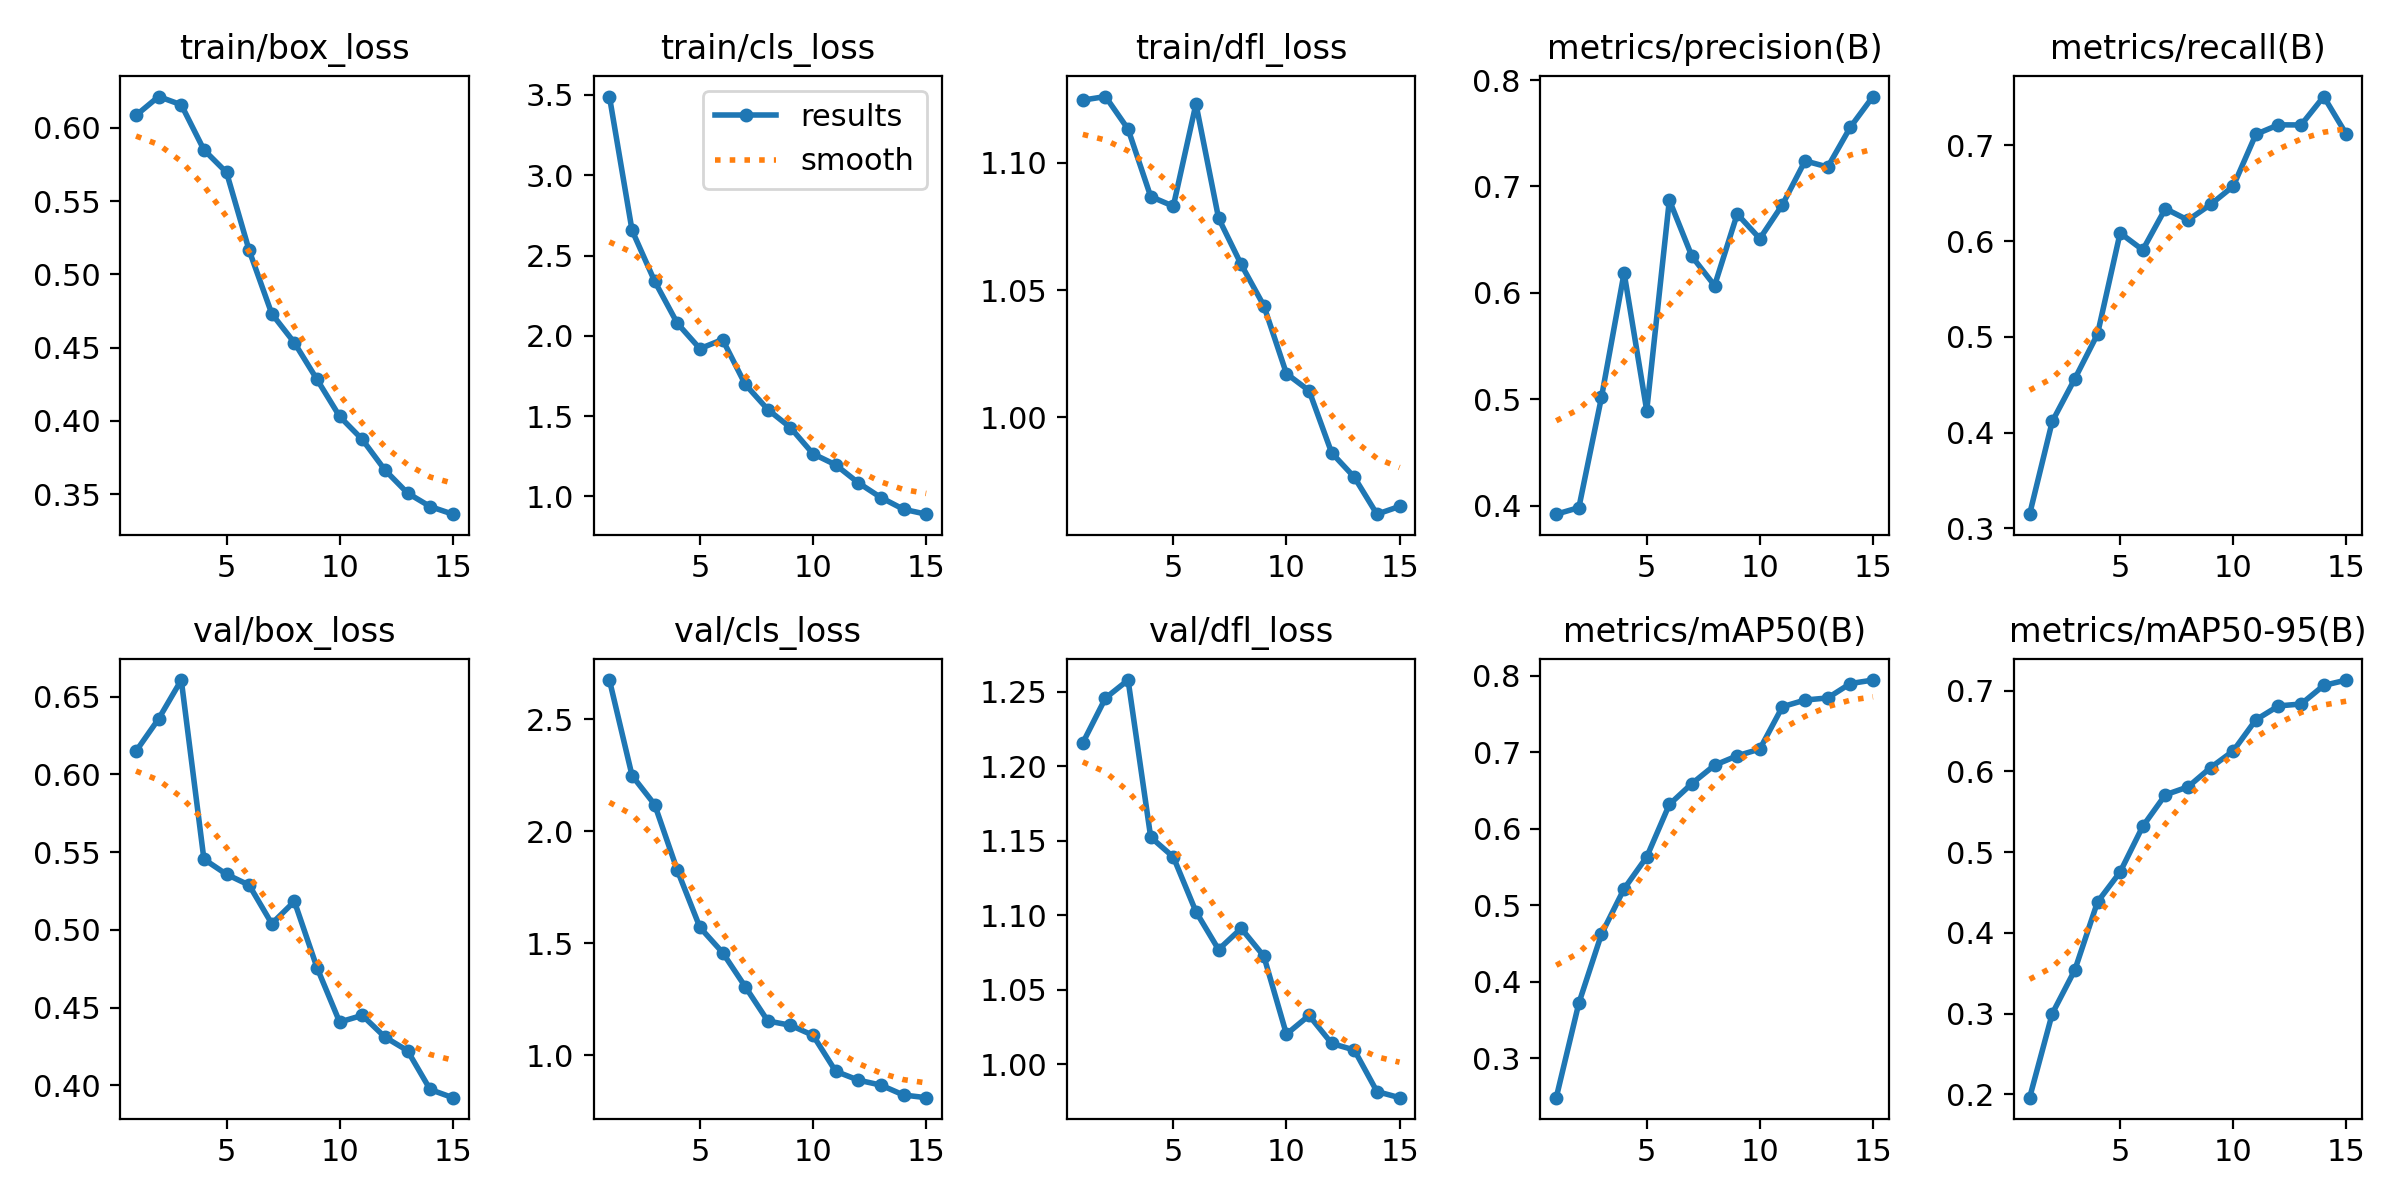 train/box_loss
0.60
0.55
0.50
0.45
0.40
0.35
5 10 15
train/cls_loss
results
smooth
3.5
3.0
2.5
2.0
1.5
1.0
5 10 15
train/dfl_loss
1.10
1.05
1.00
5 10 15
metrics/precision(B)
0.8
0.7
0.6
0.5
0.4
5 10 15
metrics/recall(B)
0.7
0.6
0.5
0.4
0.3
5 10 15
val/box_loss
0.65
0.60
0.55
0.50
0.45
0.40
5 10 15
val/cls_loss
2.5
2.0
1.5
1.0
5 10 15
val/dfl_loss
1.25
1.20
1.15
1.10
1.05
1.00
5 10 15
metrics/mAP50(B)
0.8
0.7
0.6
0.5
0.4
0.3
5 10 15
metrics/mAP50-95(B)
0.7
0.6
0.5
0.4
0.3
0.2
5 10 15